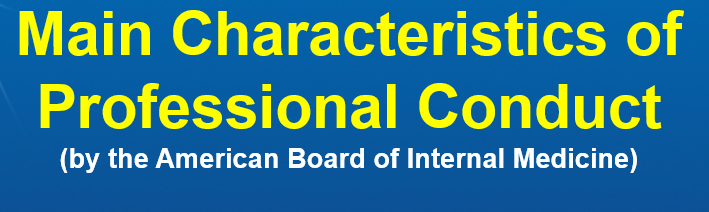 Main Characteristics of
Professional Conduct
(by the American Board of Internal Medicine)